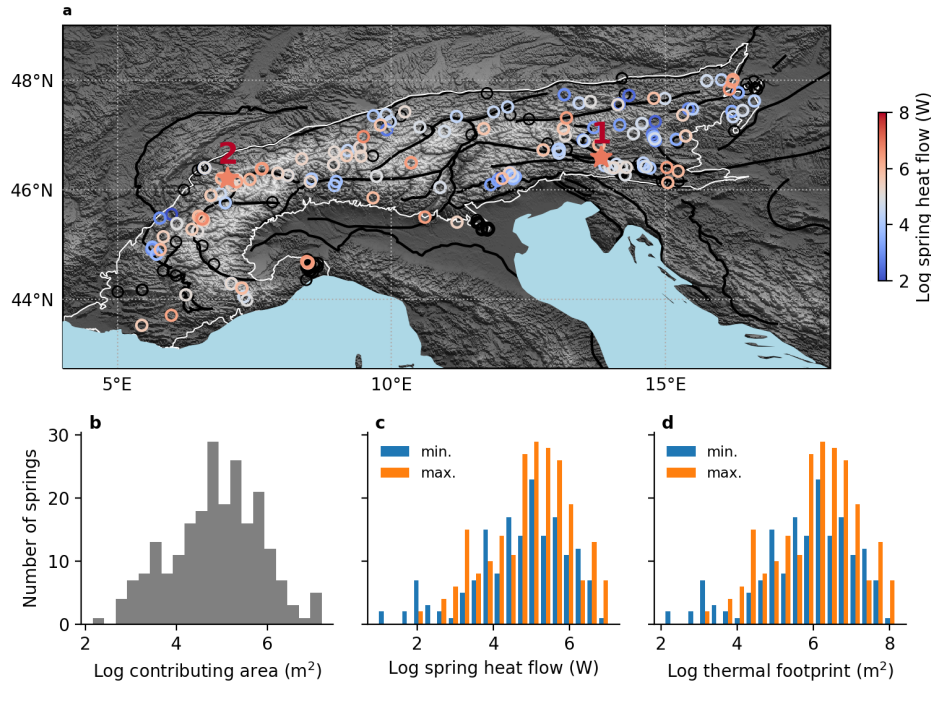 a
48°N
46°N
44°N
5°E
10°E
15°E
2
1
8
6
4
2
Log spring heat flow (W)
b
c
d
30
20
10
0
Number of springs
min.
max.
min.
max.
2
4
6
2
4
6
2
4
6
8
Log contributing area (m²)
Log spring heat flow (W)
Log thermal footprint (m²)